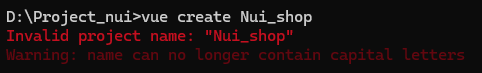 D:\Project_nui>vue create Nui_shop
Invalid project name: "Nui_shop"
Warning: name can no longer contain capital letters